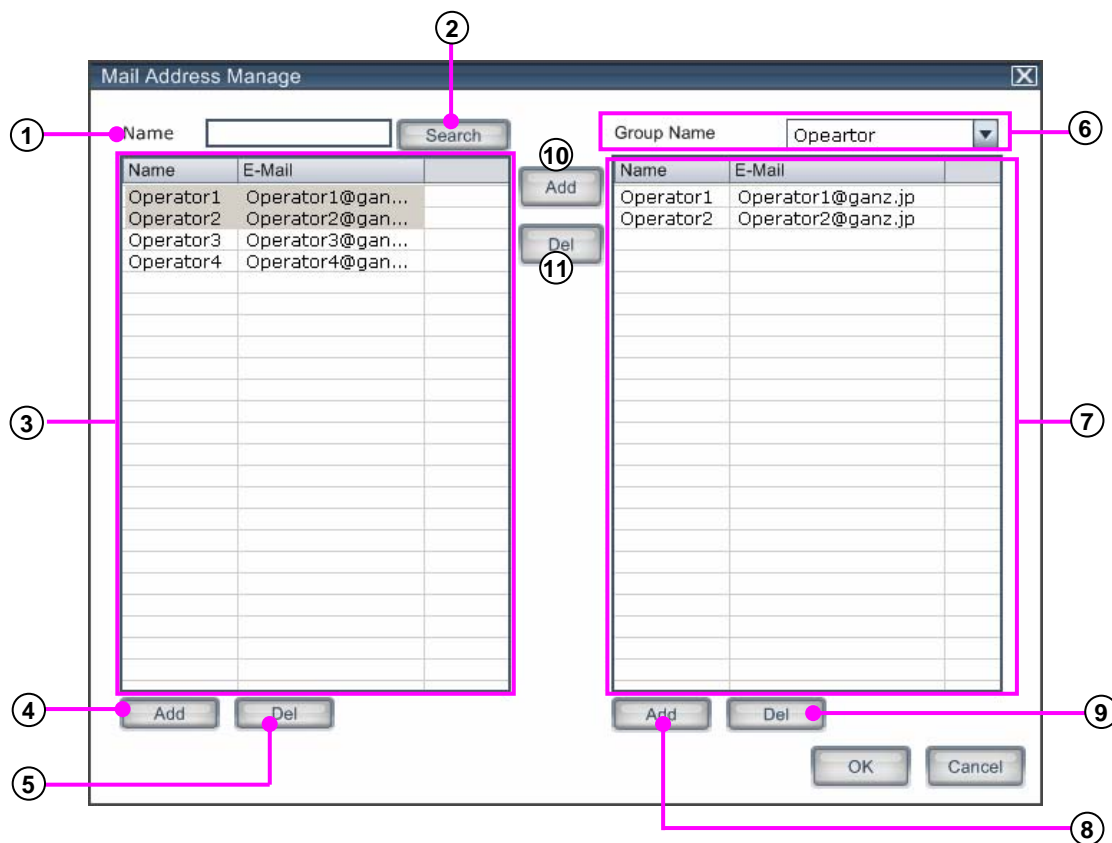 2
Mail Address Manage
1
Name
Search
Group Name
Opeartor
6
10
Name E-Mail
Add
Name E-Mail
Operator1 Operator1@gan...
Operator1 Operator1@ganz.jp
Operator2 Operator2@gan...
Operator2 Operator2@ganz.jp
Operator3 Operator3@gan...
Del
Operator4 Operator4@gan...
11
3
7
4
Add
Del
Add
Del
9
5
OK
Cancel
8